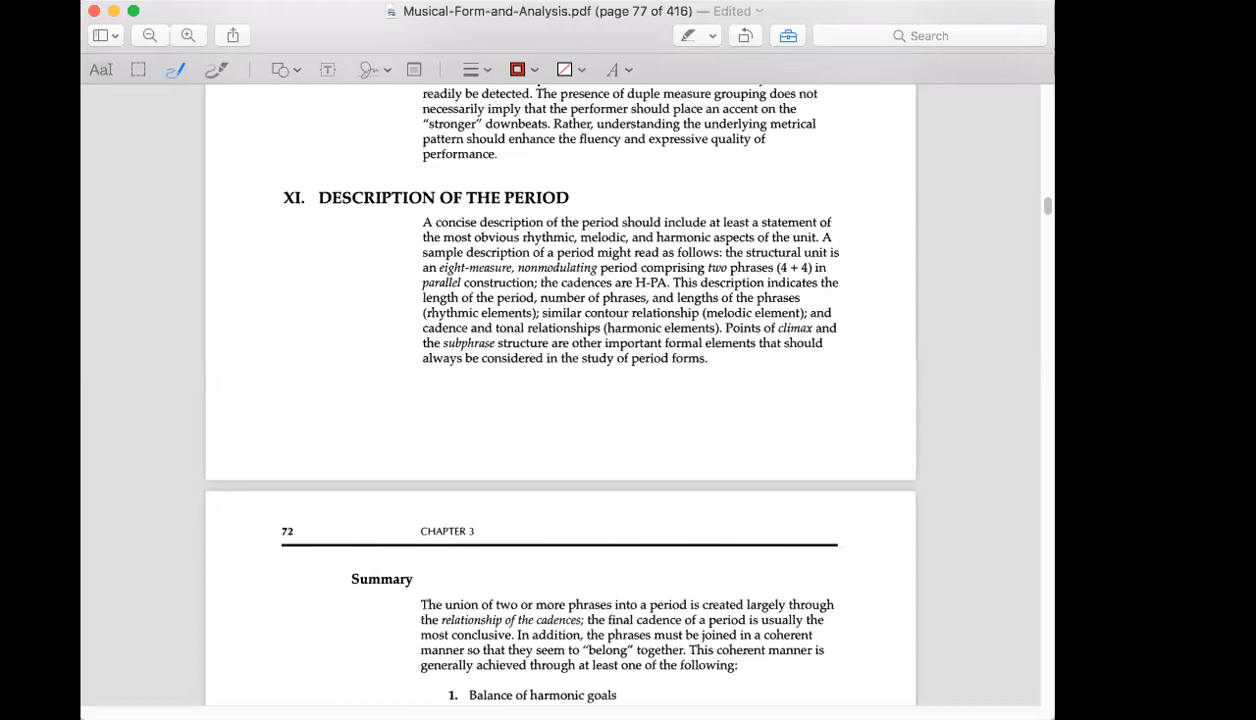 Musical-Form-and-Analysis.pdf (page 77 of 416) — Edited
Search
AaI
T
A
readily be detected. The presence of duple measure grouping does not
necessarily imply that the performer should place an accent on the
“stronger” downbeats. Rather, understanding the underlying metrical
pattern should enhance the fluency and expressive quality of
performance.
XI. DESCRIPTION OF THE PERIOD
A concise description of the period should include at least a statement of
the most obvious rhythmic, melodic, and harmonic aspects of the unit. A
sample description of a period might read as follows: the structural unit is
an eight-measure, nonmodulating period comprising two phrases (4 + 4) in
parallel construction; the cadences are H-PA. This description indicates the
length of the period, number of phrases, and lengths of the phrases
(rhythmic elements); similar contour relationship (melodic element); and
cadence and tonal relationships (harmonic elements). Points of climax and
the subphrase structure are other important formal elements that should
always be considered in the study of period forms.
72 CHAPTER 3
Summary
The union of two or more phrases into a period is created largely through
the relationship of the cadences; the final cadence of a period is usually the
most conclusive. In addition, the phrases must be joined in a coherent
manner so that they seem to “belong” together. This coherent manner is
generally achieved through at least one of the following:
1. Balance of harmonic goals